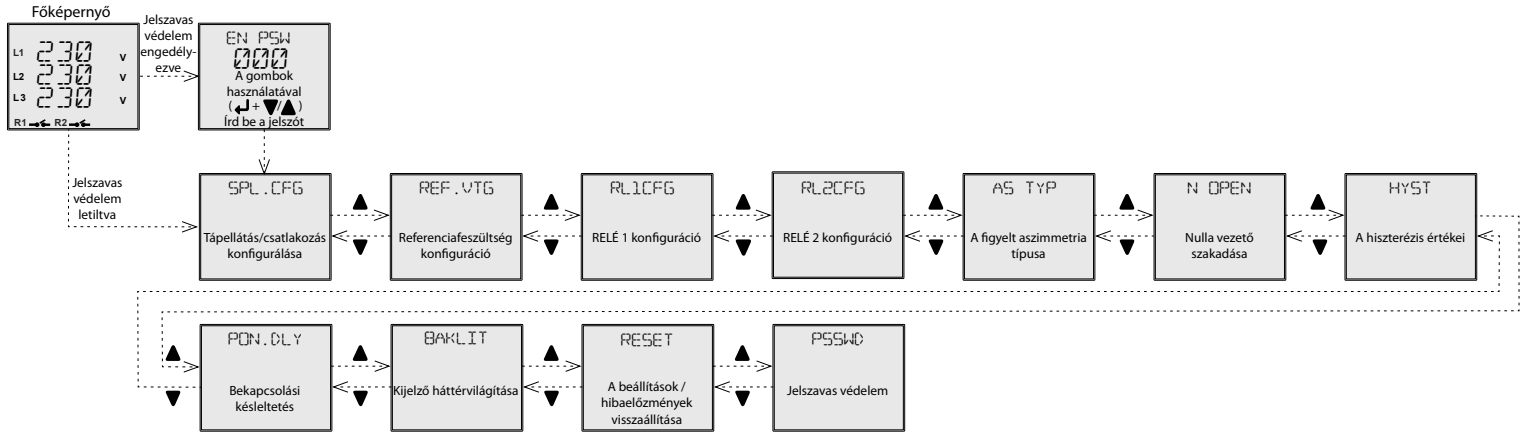 Főképernyő
L1 230 V
L2 230 V
L3 230 V
R1 R2
Jelszavas
védelem
engedély-
ezve
EN PSW
000
A gombok
használatával
(↵ + ▼/▲)
Írd be a jelszót
Jelszavas
védelem
letiltva
SPL.CFG
Tápellátás/csatlakozás
konfigurálása
▲
▼
REF.VTG
Referenciafeszültség
konfiguráció
▲
▼
RL1CFG
RELÉ 1 konfiguráció
▲
▼
RL2CFG
RELÉ 2 konfiguráció
▲
▼
AS TYP
A figyelt aszimmetria
típusa
▲
▼
N OPEN
Nulla vezető
szakadása
▲
▼
HYST
A hiszterézis értékei
▲
▼
PON.DLY
Bekapcsolási
késleltetés
▲
▼
BAKLIT
Kijelző háttérvilágítása
▲
▼
RESET
A beállítások /
hibaelőzmények
visszaállítása
▲
▼
PSSWD
Jelszavas védelem